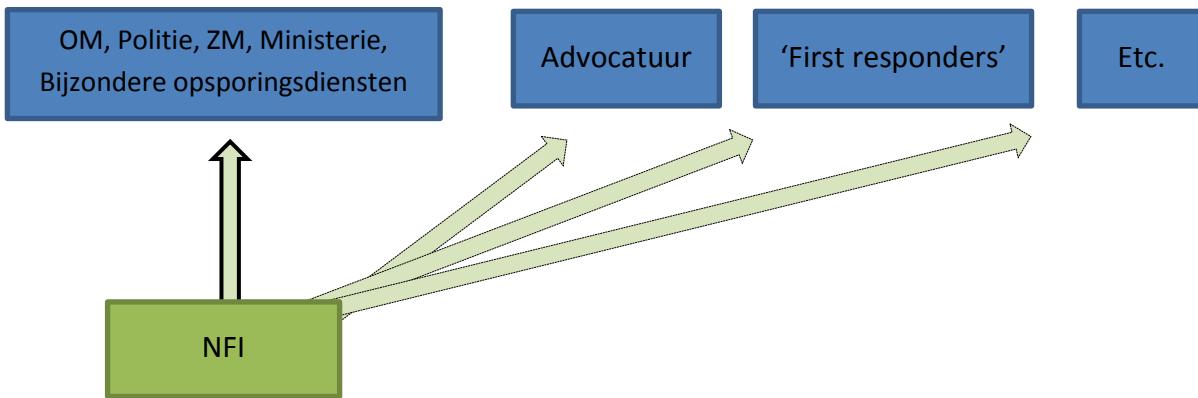 OM, Politie, ZM, Ministerie,
Bijzondere opsporingsdiensten
Advocatuur
‘First responders’
Etc.
NFI